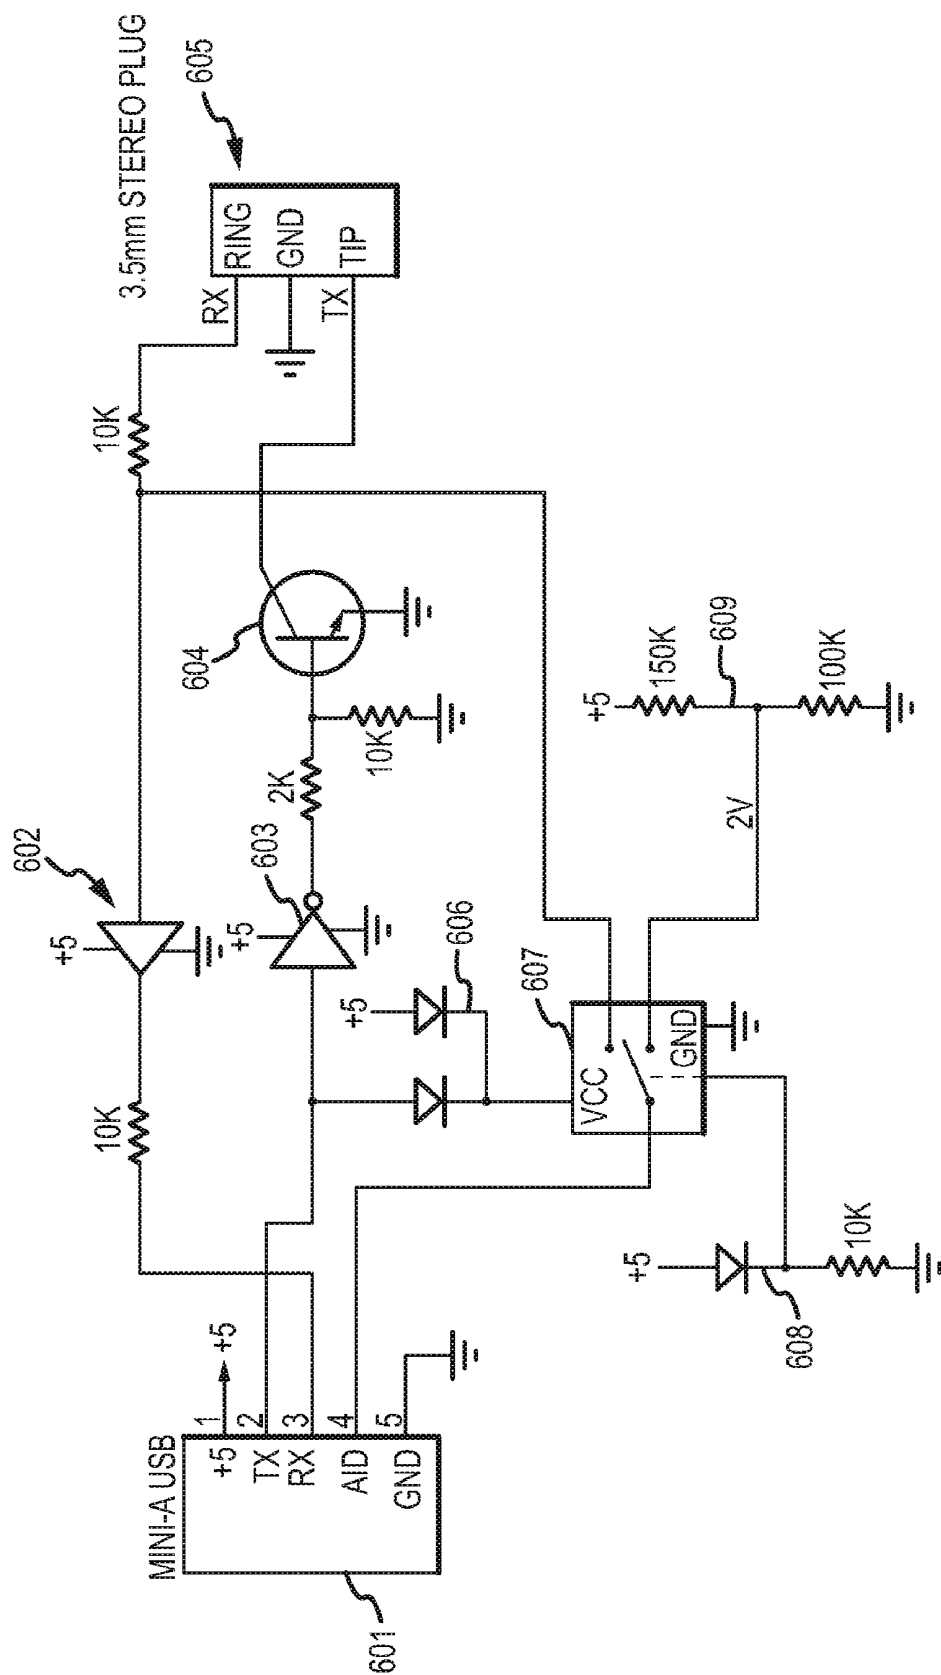 3.5mm STEREO PLUG
605
RING
GND
TIP
RX
TX
10K
604
10K
2K
602
+5
603
+5
10K
+5
606
607
VCC
GND
+5
150K
609
100K
2V
+5
608
10K
MINI-A USB
+5
TX
RX
AID
GND
1
2
3
4
5
+5
601